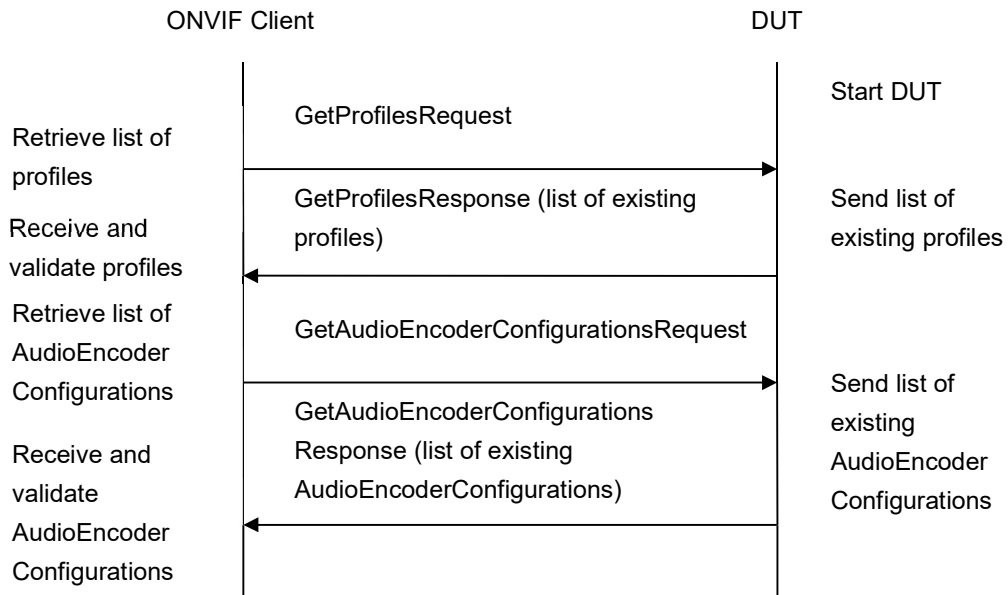 ONVIF Client
DUT
Start DUT
GetProfilesRequest
Retrieve list of
profiles
GetProfilesResponse (list of existing
profiles)
Send list of
existing profiles
Receive and
validate profiles
Retrieve list of
AudioEncoder
Configurations
GetAudioEncoderConfigurationsRequest
Send list of
existing
AudioEncoder
Configurations
GetAudioEncoderConfigurations
Response (list of existing
AudioEncoderConfigurations)
Receive and
validate
AudioEncoder
Configurations